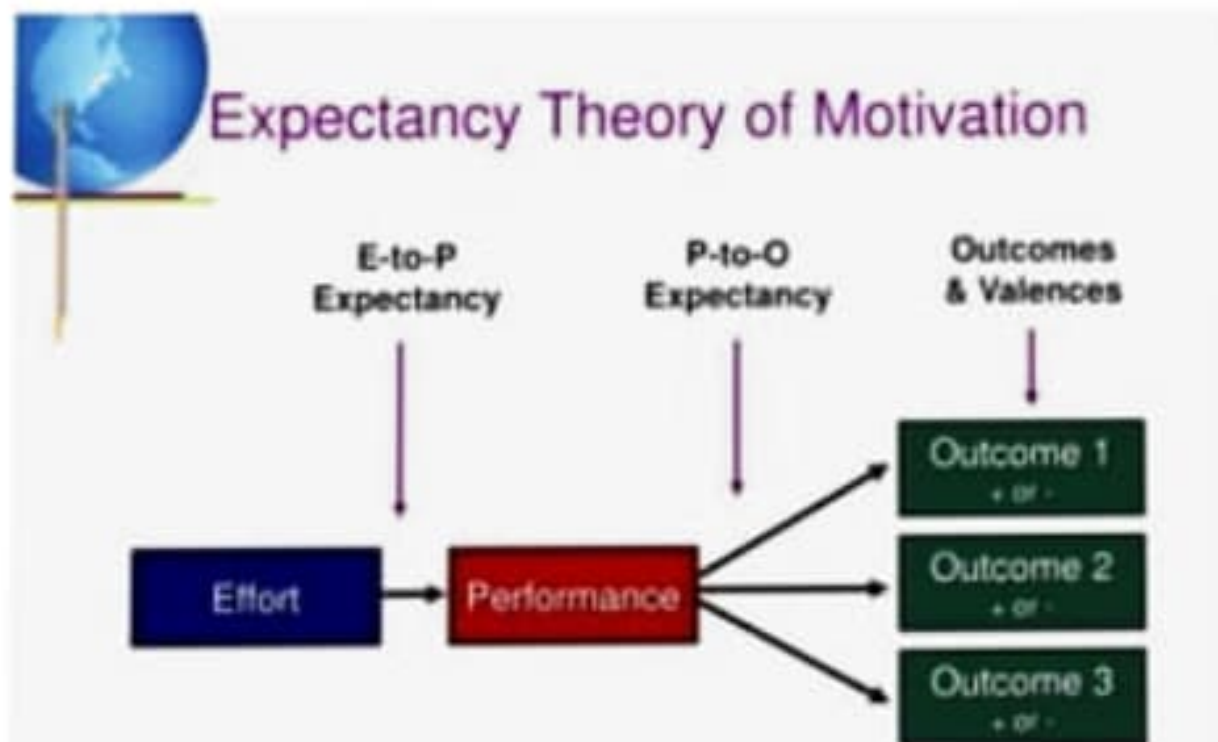 Expectancy Theory of Motivation
E-to-P
Expectancy
P-to-O
Expectancy
Outcomes
& Valences
Effort
Performance
Outcome 1
+ or -
Outcome 2
+ or -
Outcome 3
+ or -